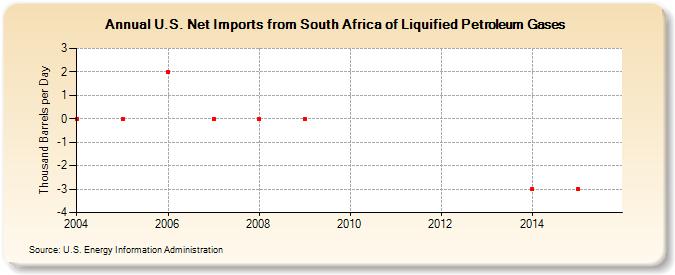 Annual U.S. Net Imports from South Africa of Liquified Petroleum Gases
Thousand Barrels per Day
3
2
1
0
-1
-2
-3
-4
2004 2006 2008 2010 2012 2014
Source: U.S. Energy Information Administration